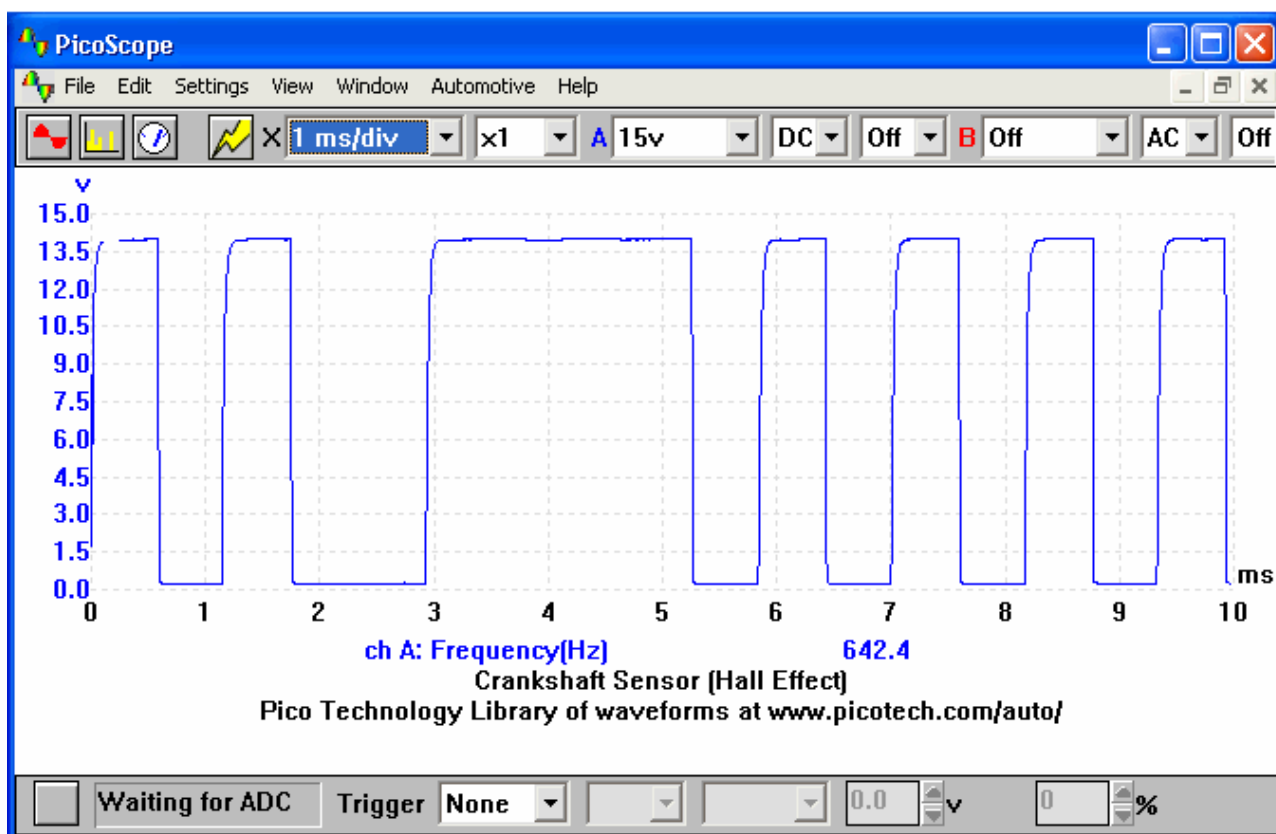 PicoScope
File Edit Settings View Window Automotive Help
X 1 ms/div x1 A 15v DC Off B Off AC Off
v
15.0
13.5
12.0
10.5
9.0
7.5
6.0
4.5
3.0
1.5
0.0
ms
0 1 2 3 4 5 6 7 8 9 10
ch A: Frequency(Hz) 642.4
Crankshaft Sensor (Hall Effect)
Pico Technology Library of waveforms at www.picotech.com/auto/
Waiting for ADC Trigger None 0.0 v 0 %